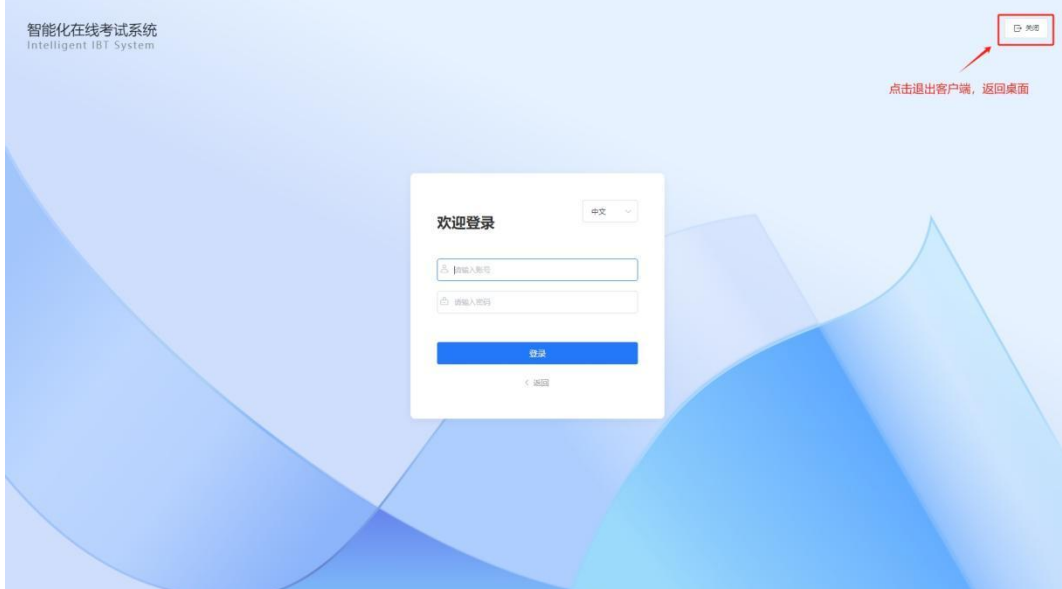 智能化在线考试系统
Intelligent IBT System
关闭
点击退出客户端，返回桌面
欢迎登录
中文
请输入账号
请输入密码
登录
< 返回